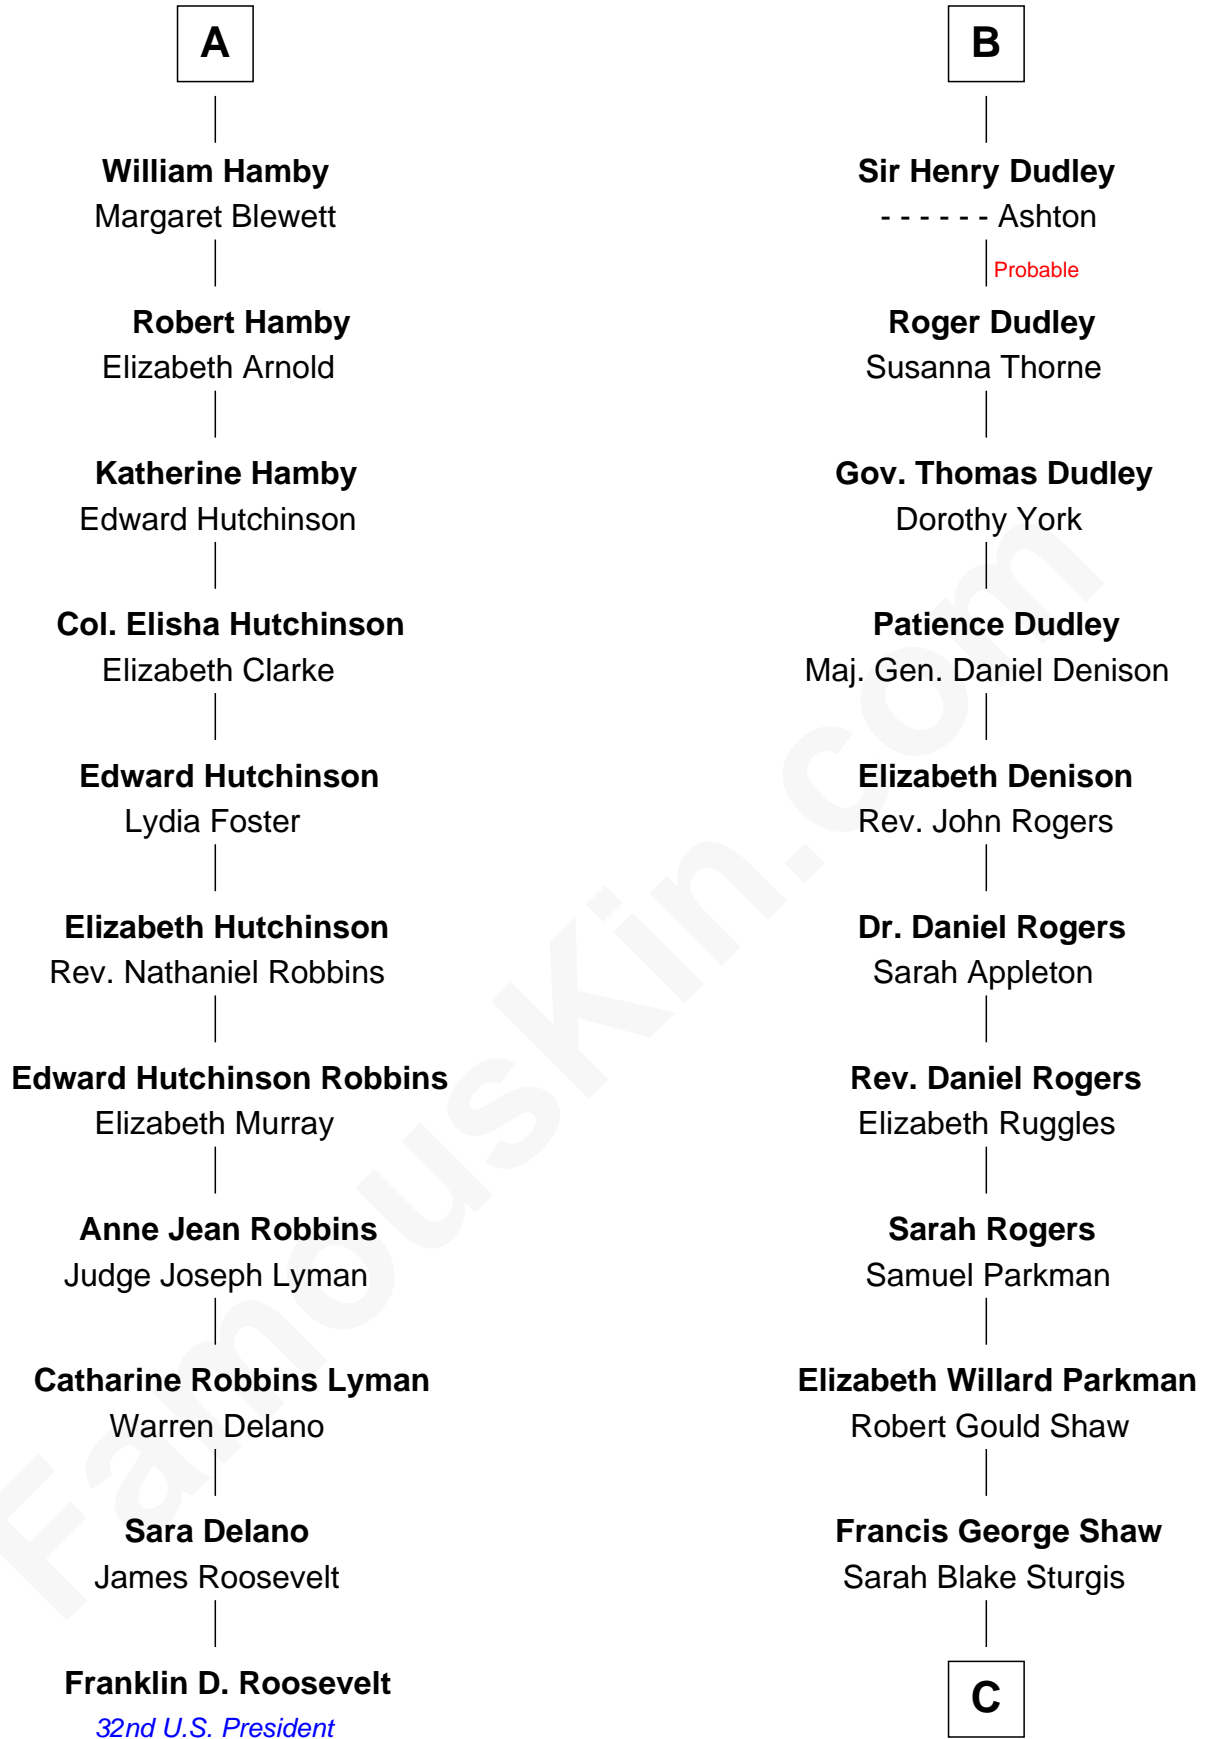 A
William Hamby
Margaret Blewett
Robert Hamby
Elizabeth Arnold
Katherine Hamby
Edward Hutchinson
Col. Elisha Hutchinson
Elizabeth Clarke
Edward Hutchinson
Lydia Foster
Elizabeth Hutchinson
Rev. Nathaniel Robbins
Edward Hutchinson Robbins
Elizabeth Murray
Anne Jean Robbins
Judge Joseph Lyman
Catharine Robbins Lyman
Warren Delano
Sara Delano
James Roosevelt
Franklin D. Roosevelt
32nd U.S. President
B
Sir Henry Dudley
- - - - - - Ashton
Probable
Roger Dudley
Susanna Thorne
Gov. Thomas Dudley
Dorothy York
Patience Dudley
Maj. Gen. Daniel Denison
Elizabeth Denison
Rev. John Rogers
Dr. Daniel Rogers
Sarah Appleton
Rev. Daniel Rogers
Elizabeth Ruggles
Sarah Rogers
Samuel Parkman
Elizabeth Willard Parkman
Robert Gould Shaw
Francis George Shaw
Sarah Blake Sturgis
C
FamousKin.com